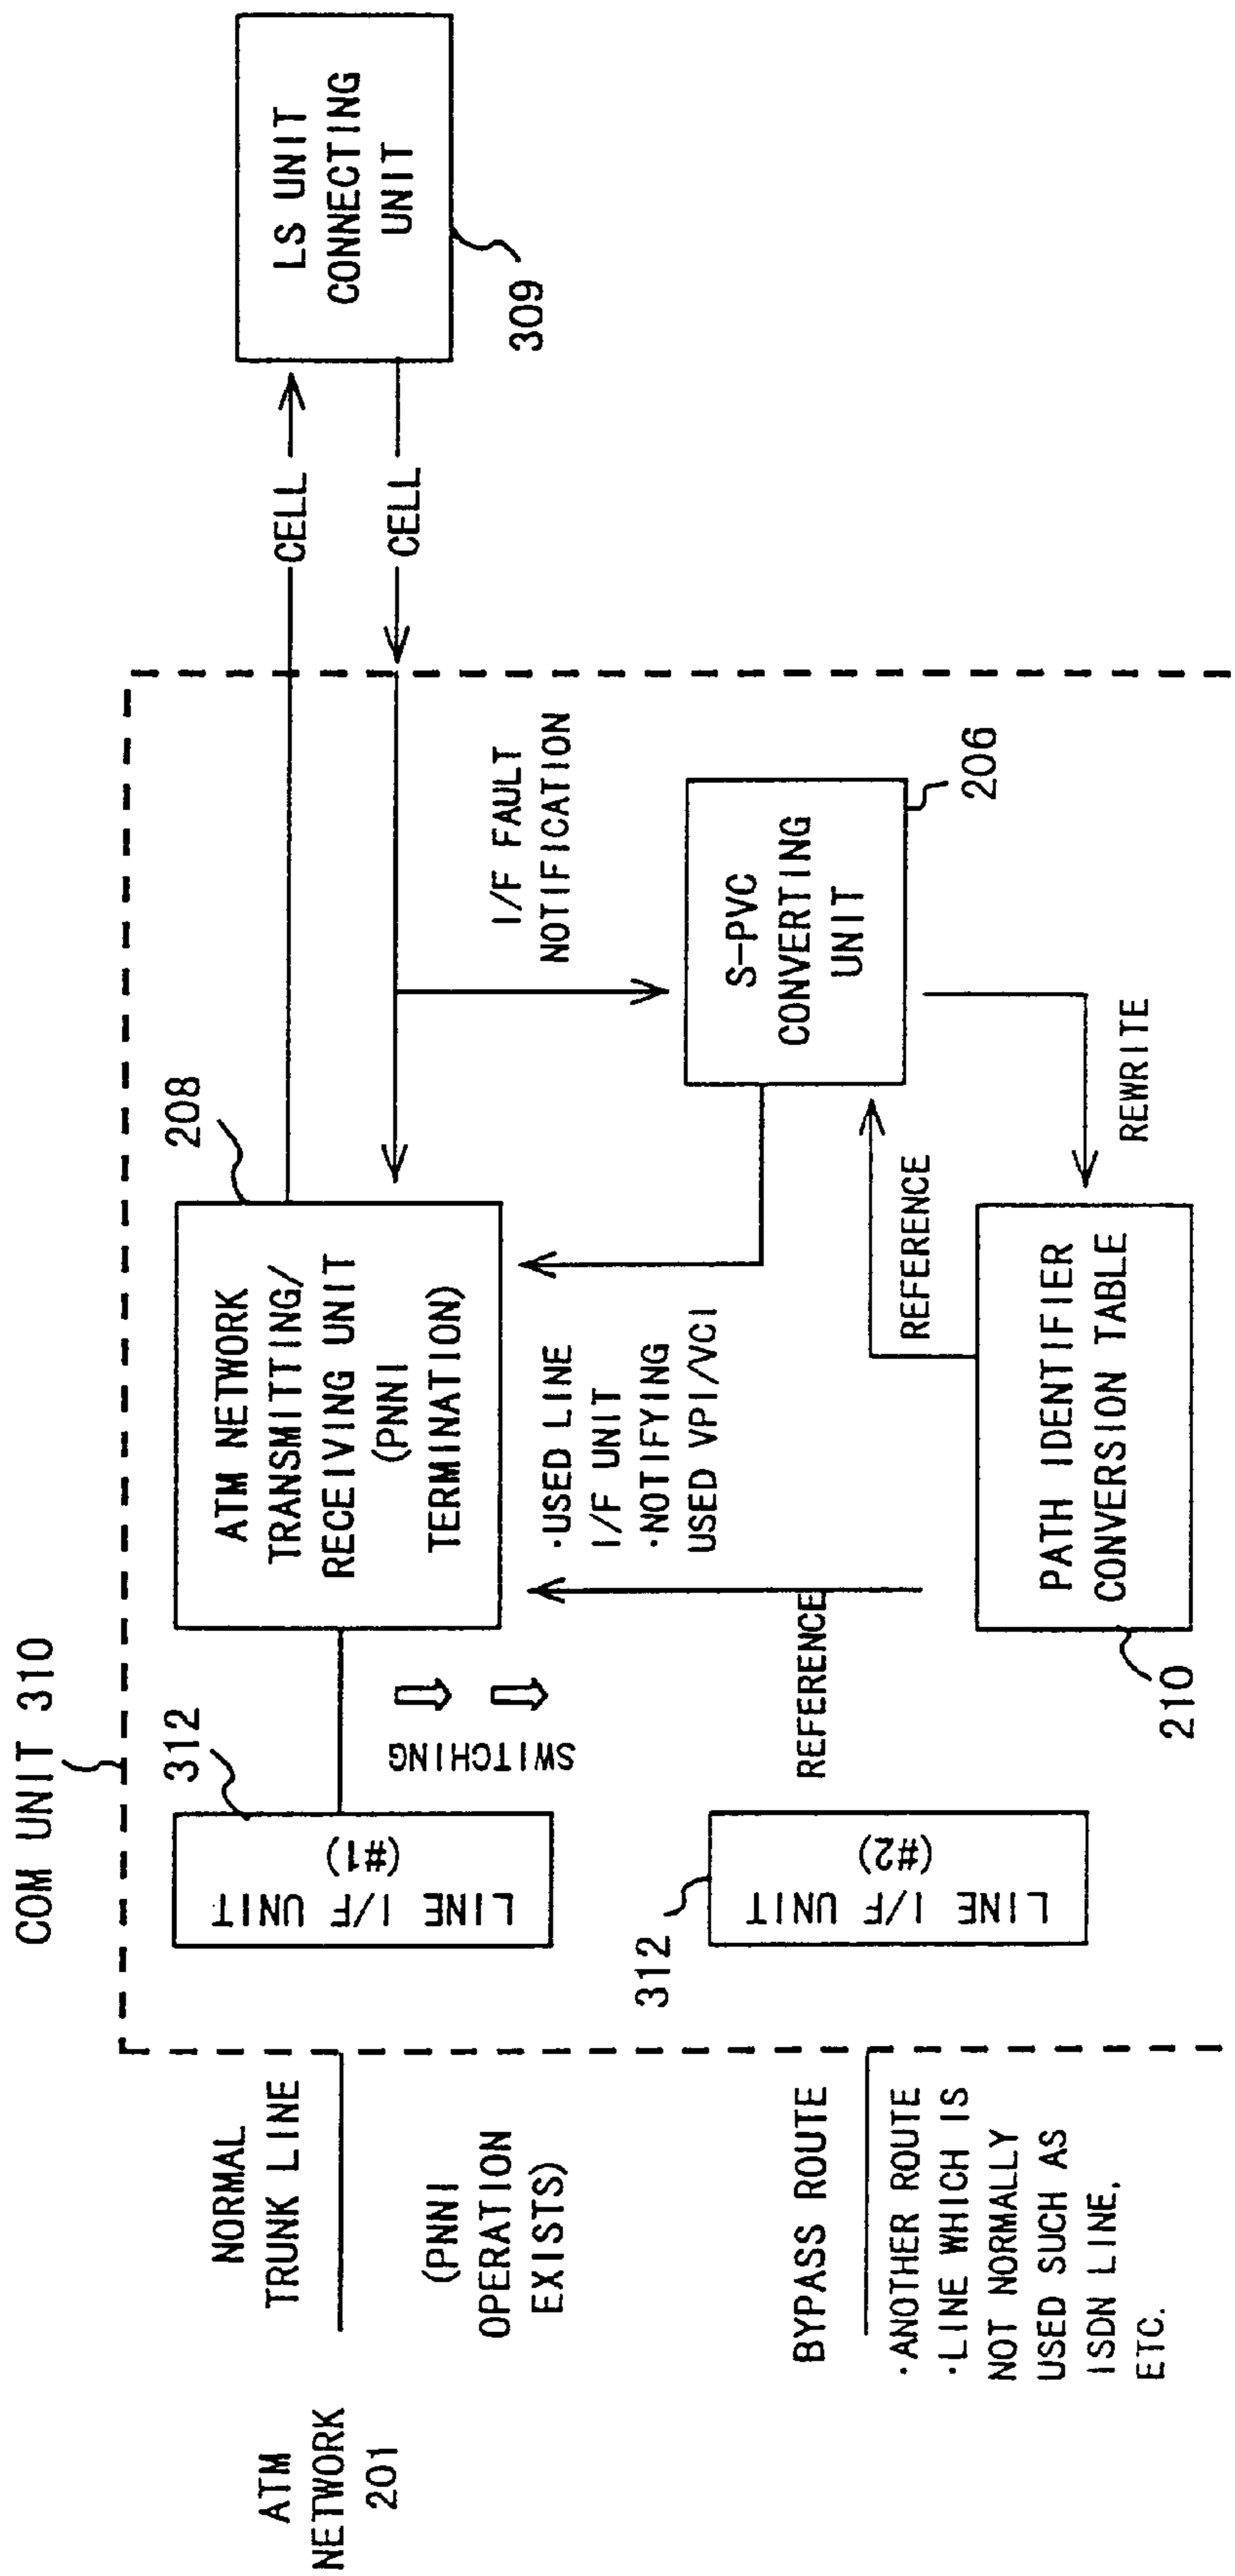 COM UNIT 310
ATM
NETWORK
201
NORMAL
TRUNK LINE
(PNNI
OPERATION
EXISTS)
BYPASS ROUTE
·ANOTHER ROUTE
·LINE WHICH IS
NOT NORMALLY
USED SUCH AS
ISDN LINE,
ETC.
312
LINE I/F UNIT
(#1)
312
LINE I/F UNIT
(#2)
SWITCHING
208
ATM NETWORK
TRANSMITTING/
RECEIVING UNIT
(PNNI
TERMINATION)
·USED LINE
I/F UNIT
·NOTIFYING
USED VPI/VCI
REFERENCE
210
PATH IDENTIFIER
CONVERSION TABLE
REFERENCE
REWRITE
I/F FAULT
NOTIFICATION
S-PVC
CONVERTING
UNIT
206
CELL
CELL
LS UNIT
CONNECTING
UNIT
309